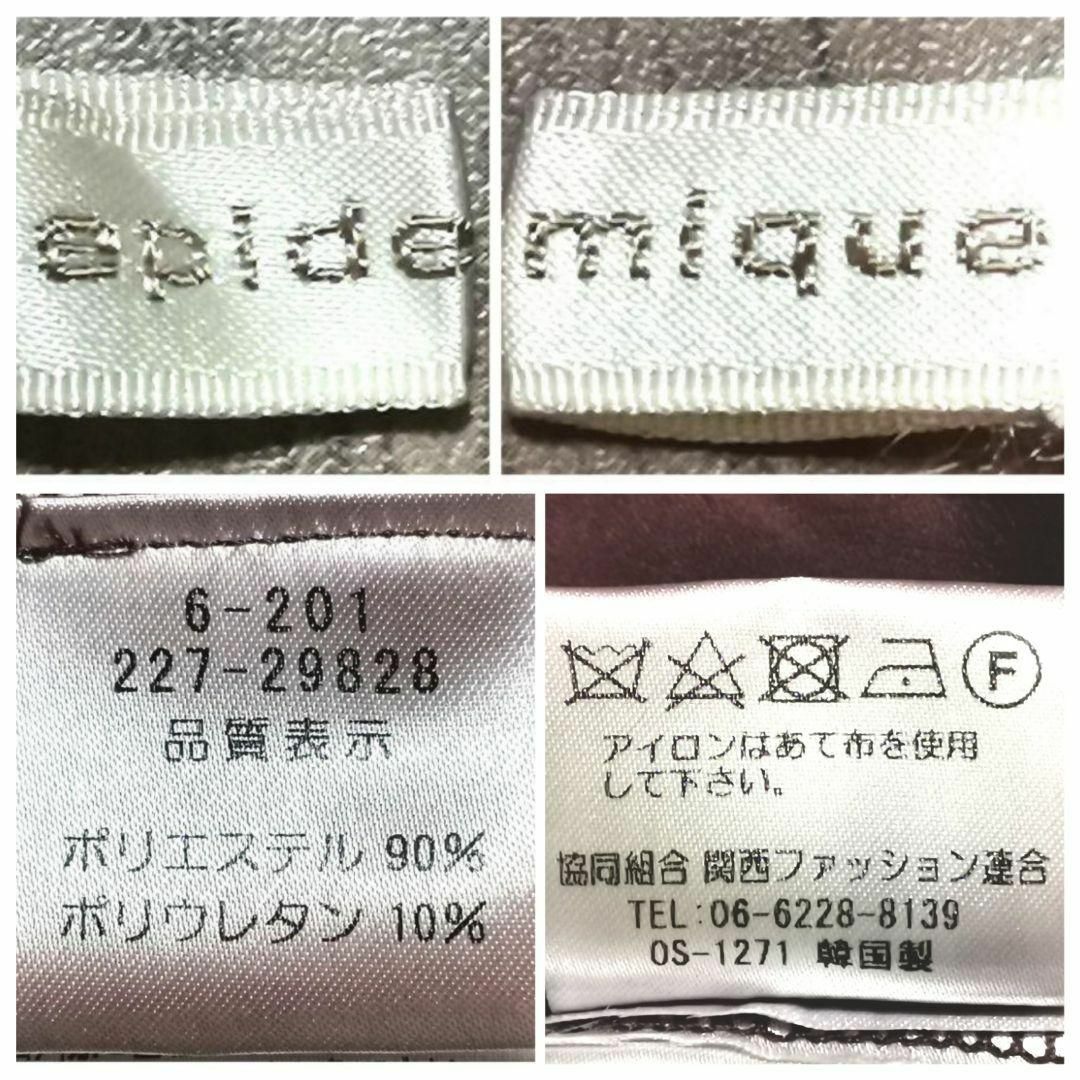 epide
mique
6-201
227-29828
品質表示
ポリエステル 90%
ポリウレタン 10%
F
アイロンはあて布を使用
して下さい。
協同組合 関西ファッション連合
TEL:06-6228-8139
OS-1271 韓国製